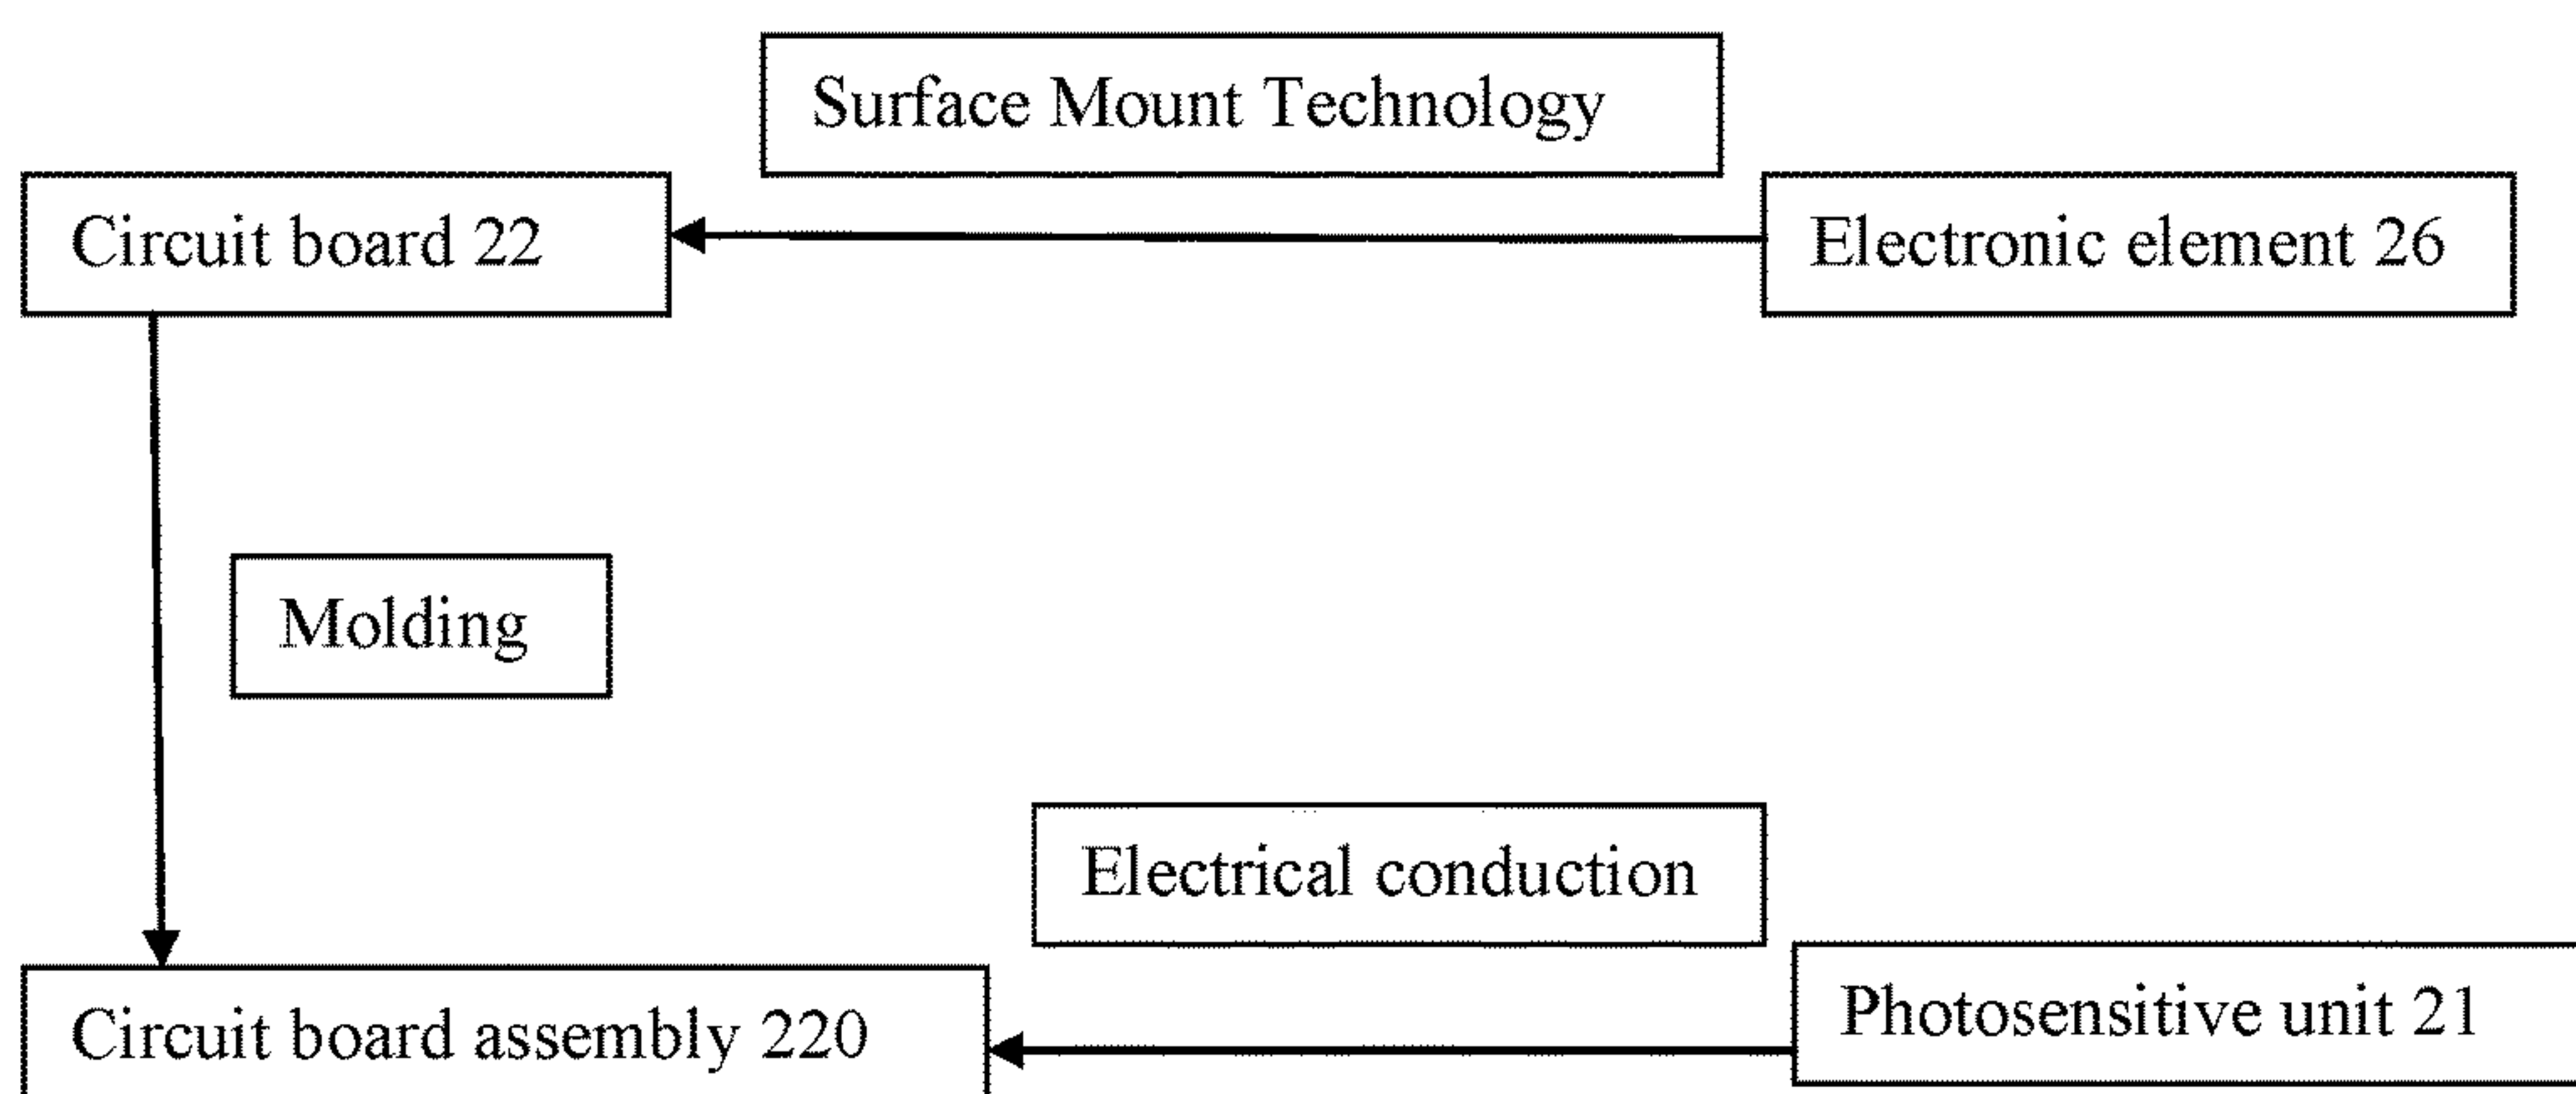 Surface Mount Technology
Circuit board 22
Electronic element 26
Molding
Electrical conduction
Photosensitive unit 21
Circuit board assembly 220